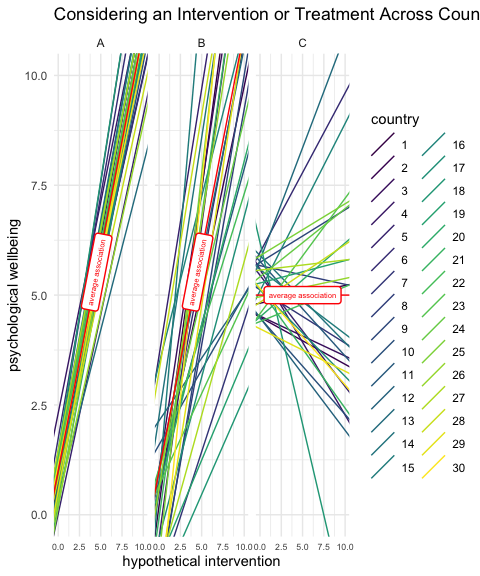 Considering an Intervention or Treatment Across Coun
A B C
psychological wellbeing
10.0
7.5
5.0
2.5
0.0
average association
average association
average association
0.0 2.5 5.0 7.5 10.0 0.0 2.5 5.0 7.5 10.0 0.0 2.5 5.0 7.5 10.0
hypothetical intervention
country
1 16
2 17
3 18
4 19
5 20
6 21
7 22
8 23
9 24
10 25
11 26
12 27
13 28
14 29
15 30